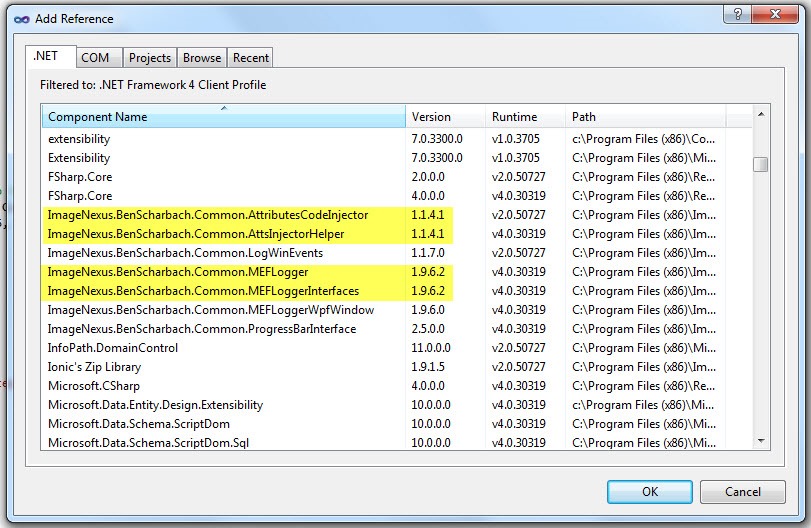 Add Reference
.NET COM Projects Browse Recent
Filtered to: .NET Framework 4 Client Profile
Component Name Version Runtime Path
extensibility 7.0.3300.0 v1.0.3705 c:\Program Files (x86)\Co...
Extensibility 7.0.3300.0 v1.0.3705 C:\Program Files (x86)\Mi...
FSharp.Core 2.0.0.0 v2.0.50727 C:\Program Files (x86)\Re...
FSharp.Core 4.0.0.0 v4.0.30319 C:\Program Files (x86)\Re...
ImageNexus.BenScharbach.Common.AttributesCodeInjector 1.1.4.1 v2.0.50727 C:\Program Files (x86)\Im...
ImageNexus.BenScharbach.Common.AttsInjectorHelper 1.1.4.1 v4.0.30319 C:\Program Files (x86)\Im...
ImageNexus.BenScharbach.Common.LogWinEvents 1.1.7.0 v2.0.50727 C:\Program Files (x86)\Im...
ImageNexus.BenScharbach.Common.MEFLogger 1.9.6.2 v4.0.30319 C:\Program Files (x86)\Im...
ImageNexus.BenScharbach.Common.MEFLoggerInterfaces 1.9.6.2 v4.0.30319 C:\Program Files (x86)\Im...
ImageNexus.BenScharbach.Common.MEFLoggerWpfWindow 1.9.6.0 v4.0.30319 C:\Program Files (x86)\Im...
ImageNexus.BenScharbach.Common.ProgressBarInterface 2.5.0.0 v4.0.30319 C:\Program Files (x86)\Im...
InfoPath.DomainControl 11.0.0.0 v2.0.50727 C:\Program Files (x86)\Mi...
Ionic's Zip Library 1.9.1.5 v2.0.50727 C:\Program Files (x86)\Im...
Microsoft.CSharp 4.0.0.0 v4.0.30319 C:\Program Files (x86)\Re...
Microsoft.Data.Entity.Design.Extensibility 10.0.0.0 v4.0.30319 c:\Program Files (x86)\Mi...
Microsoft.Data.Schema.ScriptDom 10.0.0.0 v4.0.30319 C:\Program Files (x86)\Mi...
Microsoft.Data.Schema.ScriptDom.Sql 10.0.0.0 v4.0.30319 C:\Program Files (x86)\Mi...
OK Cancel